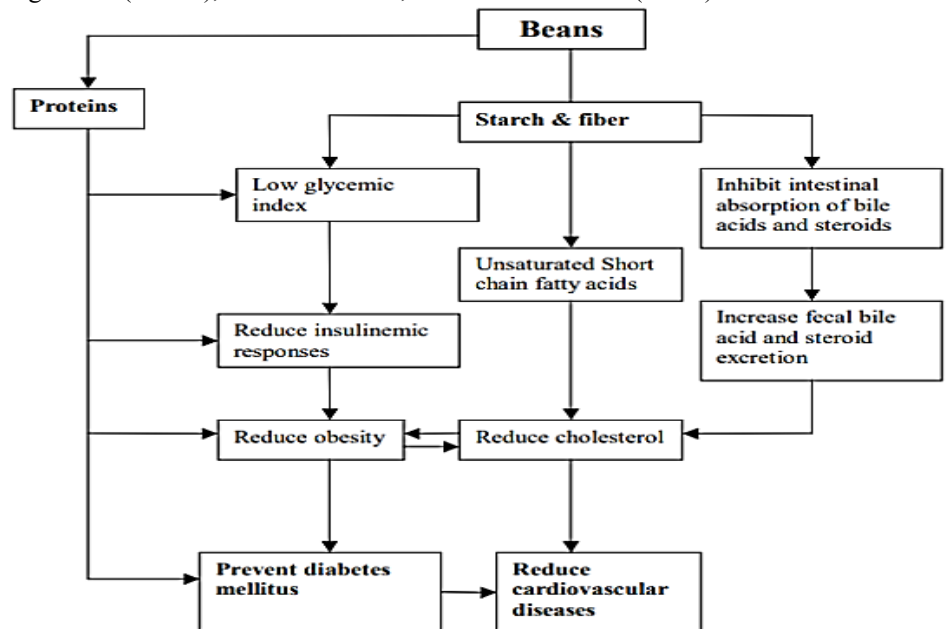 Beans
Proteins
Starch & fiber
Low glycemic
index
Inhibit intestinal
absorption of bile
acids and steroids
Unsaturated Short
chain fatty acids
Reduce insulinemic
responses
Increase fecal bile
acid and steroid
excretion
Reduce obesity
Reduce cholesterol
Prevent diabetes
mellitus
Reduce
cardiovascular
diseases